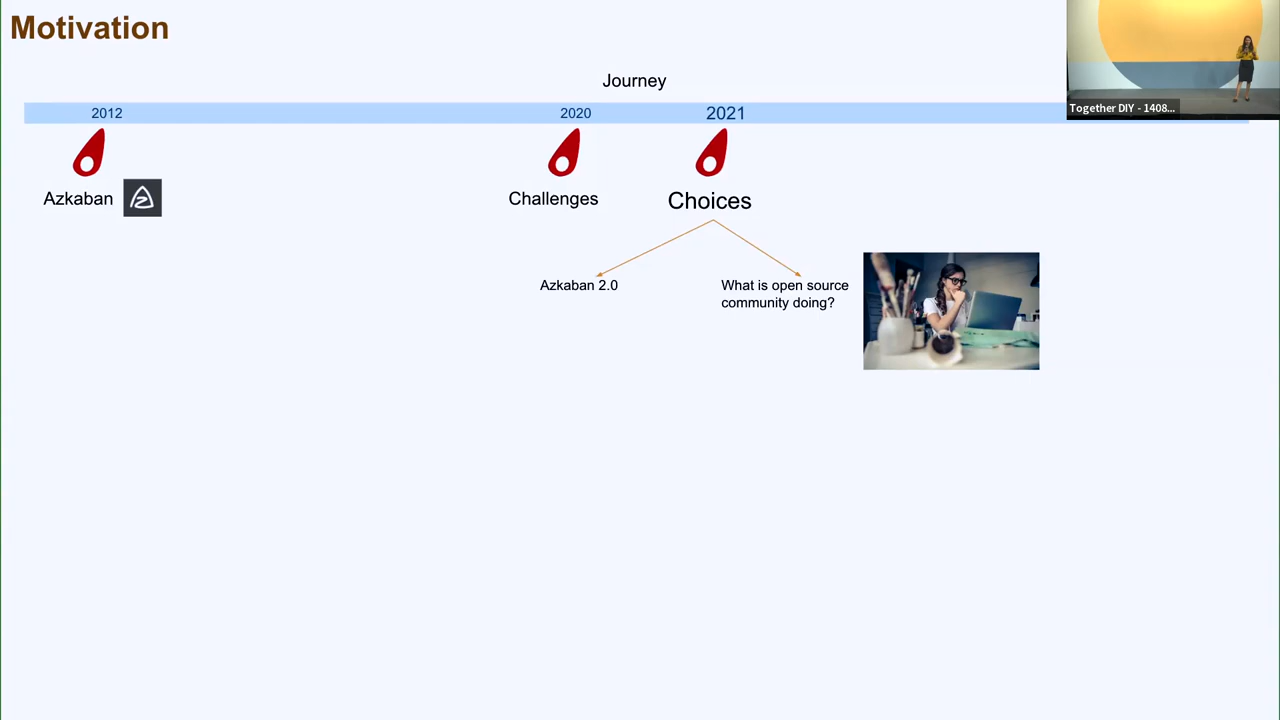 Motivation
Journey
2012
2020
2021
Azkaban
Challenges
Choices
Azkaban 2.0
What is open source
community doing?
Together DIY - 1408...